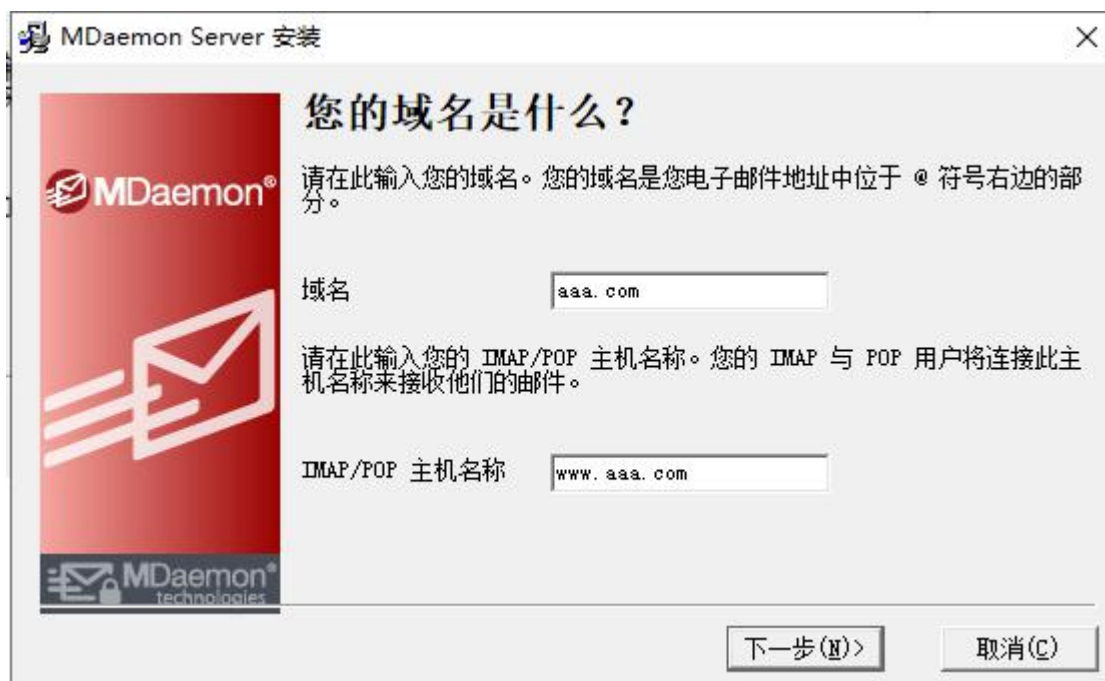 MDaemon Server 安装
您的域名是什么？
MDaemon®
请在此输入您的域名。您的域名是您电子邮件地址中位于 @ 符号右边的部
分。
域名
aaa.com
请在此输入您的 IMAP/POP 主机名称。您的 IMAP 与 POP 用户将连接此主
机名称来接收他们的邮件。
IMAP/POP 主机名称
www.aaa.com
MDaemon®
technologies
下一步(N)>
取消(C)